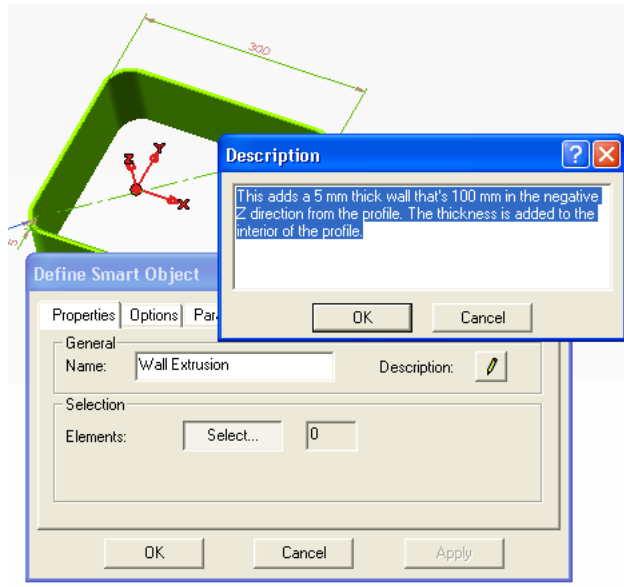 300
Z
Y
X
5
Description
This adds a 5 mm thick wall that's 100 mm in the negative
Z direction from the profile. The thickness is added to the
interior of the profile.
OK
Cancel
Define Smart Object
Properties
Options
Par
General
Name:
Wall Extrusion
Description:
Selection
Elements:
Select...
0
OK
Cancel
Apply